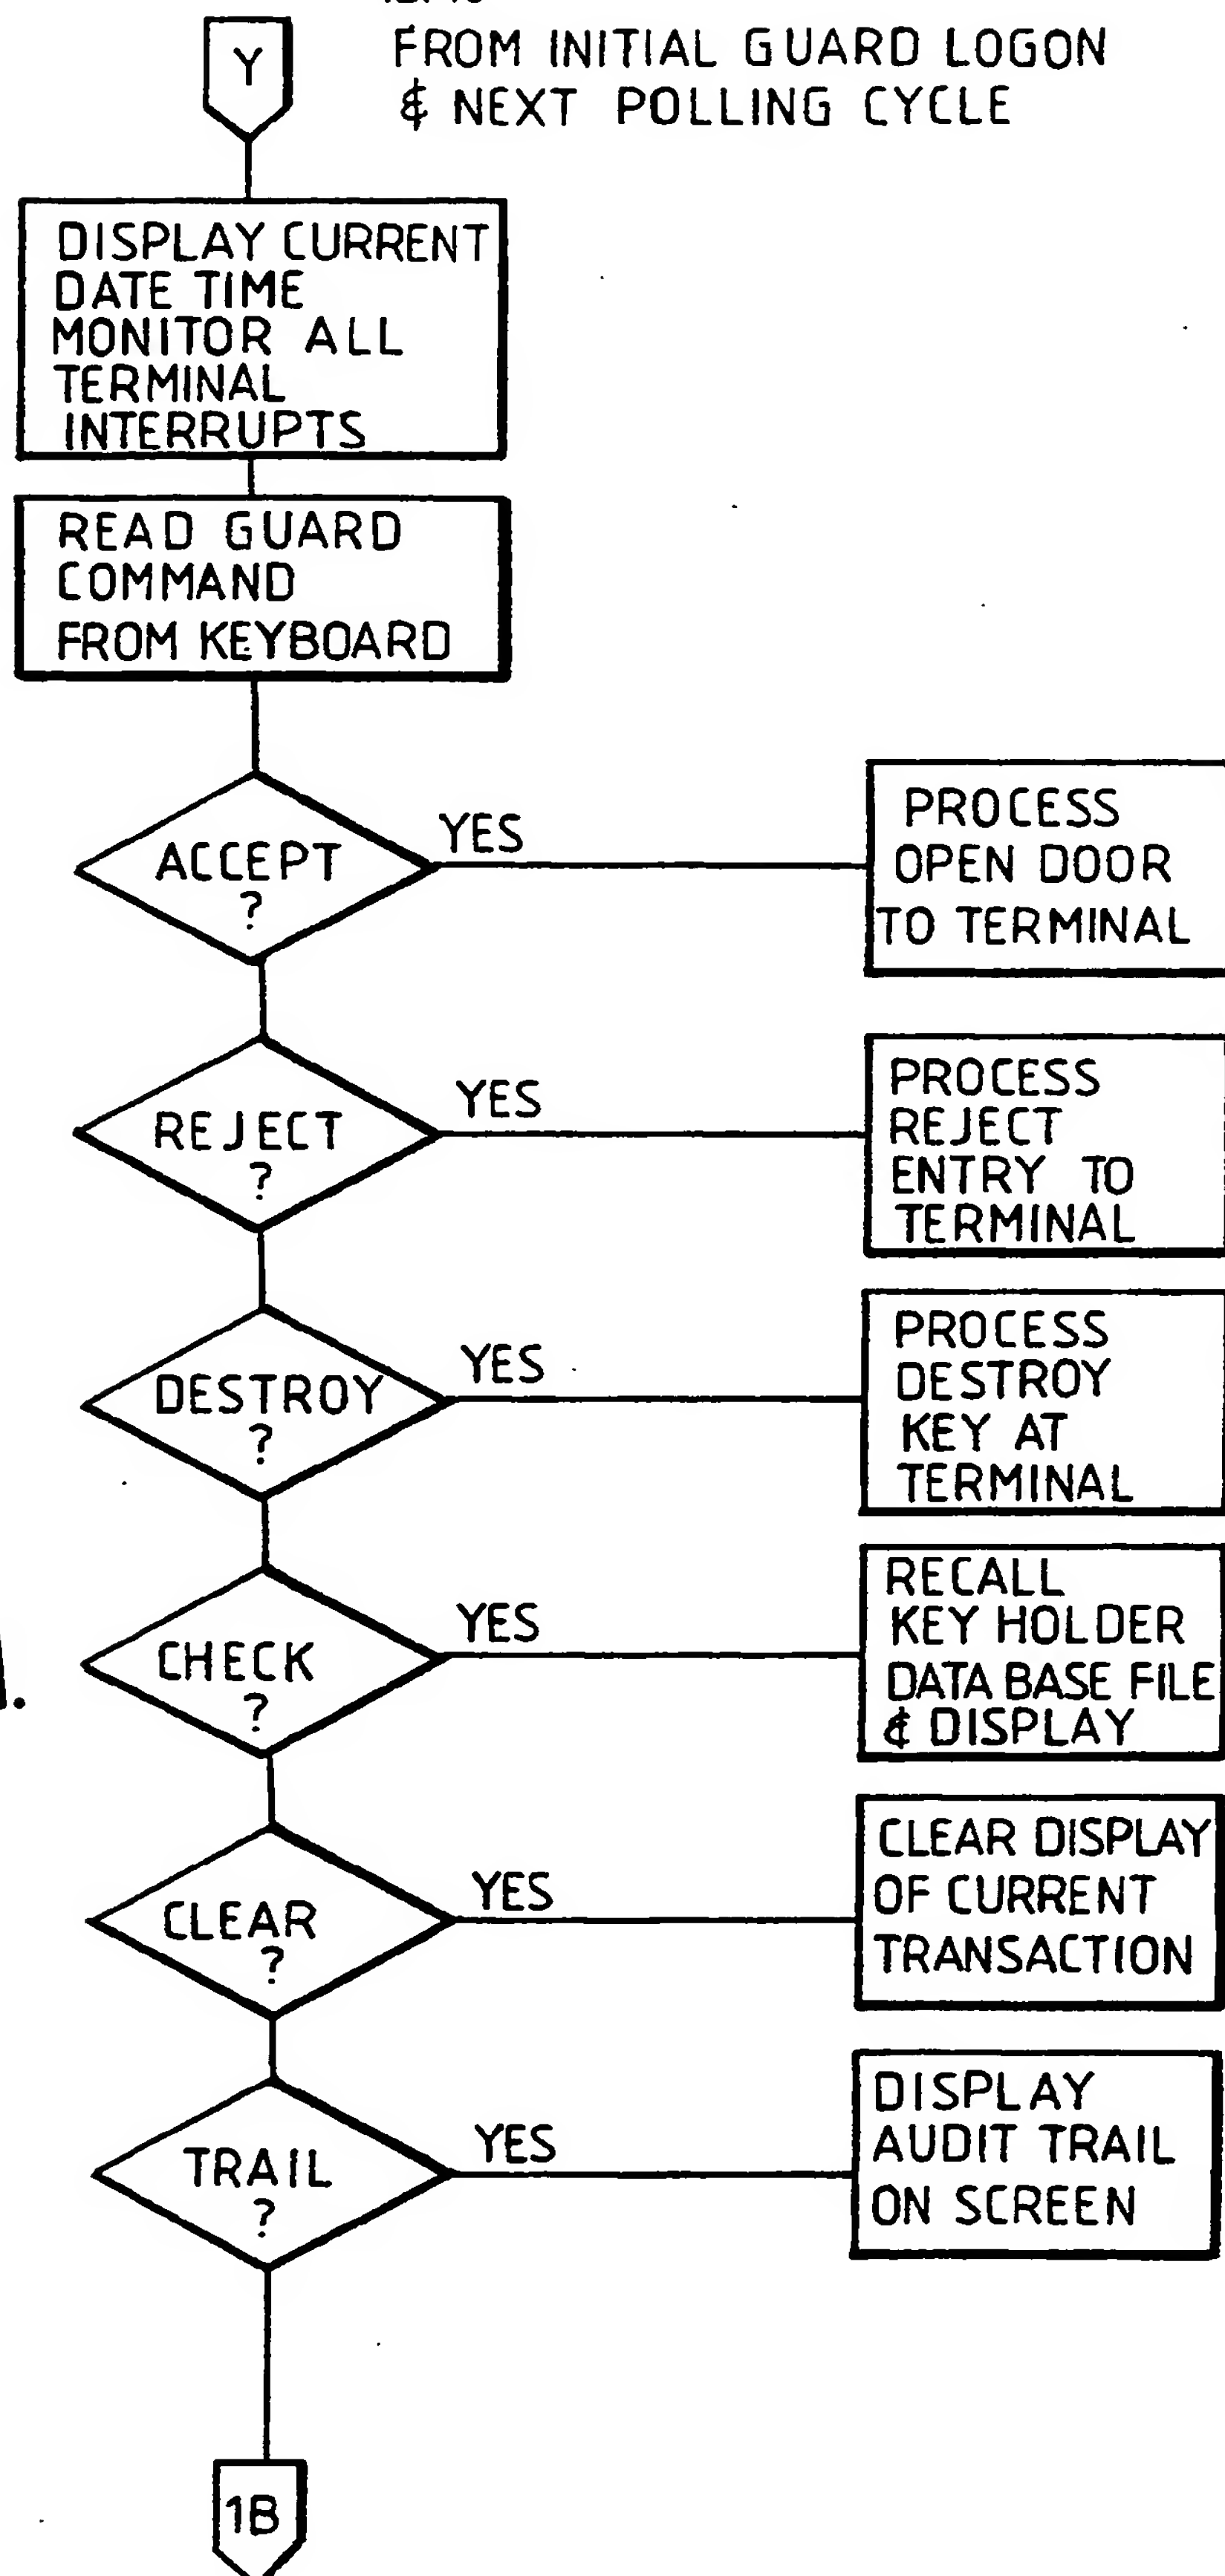 Y
FROM INITIAL GUARD LOGON
& NEXT POLLING CYCLE
DISPLAY CURRENT
DATE TIME
MONITOR ALL
TERMINAL
INTERRUPTS
READ GUARD
COMMAND
FROM KEYBOARD
ACCEPT
?
YES
PROCESS
OPEN DOOR
TO TERMINAL
REJECT
?
YES
PROCESS
REJECT
ENTRY TO
TERMINAL
DESTROY
?
YES
PROCESS
DESTROY
KEY AT
TERMINAL
CHECK
?
YES
RECALL
KEY HOLDER
DATA BASE FILE
& DISPLAY
CLEAR
?
YES
CLEAR DISPLAY
OF CURRENT
TRANSACTION
TRAIL
?
YES
DISPLAY
AUDIT TRAIL
ON SCREEN
1B